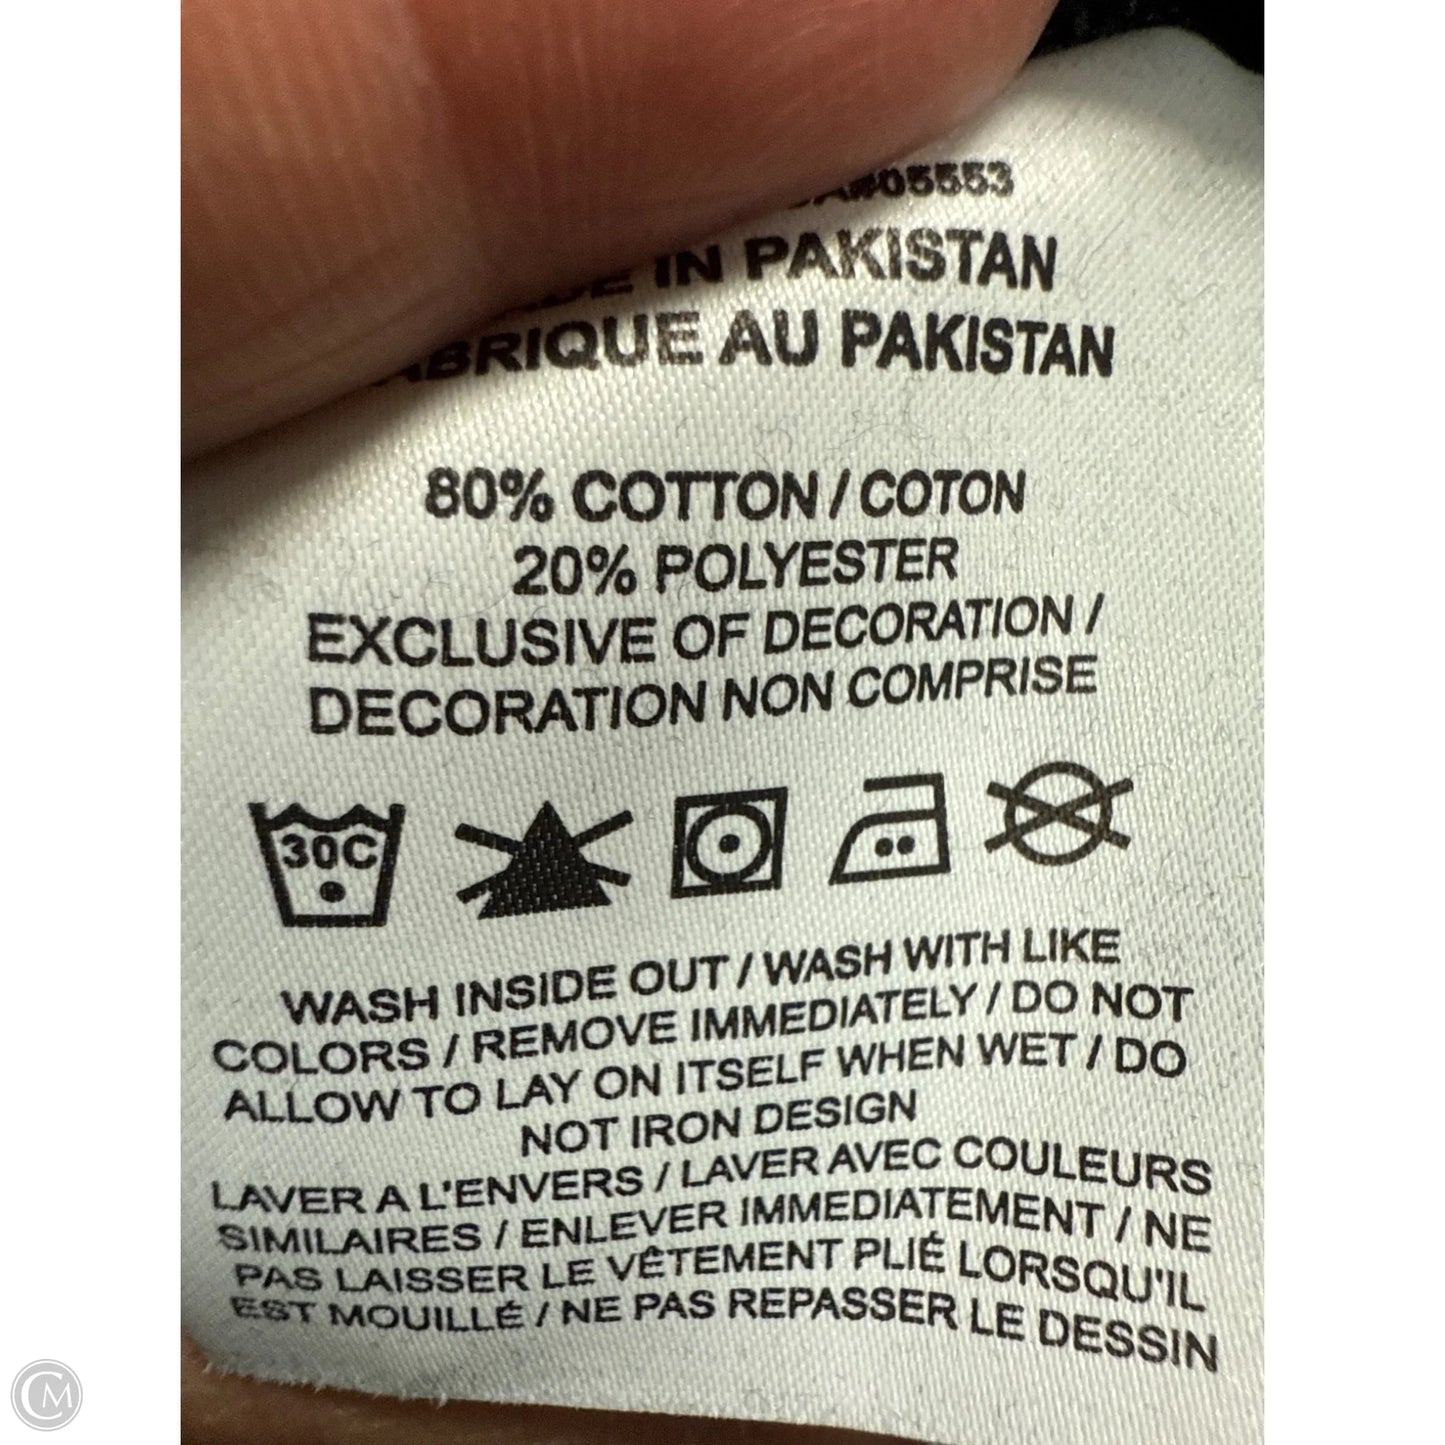 #05553
IN PAKISTAN
AU PAKISTAN
80% COTTON / COTON
20% POLYESTER
EXCLUSIVE OF DECORATION /
DECORATION NON COMPRISE
30C
WASH INSIDE OUT / WASH WITH LIKE
COLORS / REMOVE IMMEDIATELY / DO NOT
ALLOW TO LAY ON ITSELF WHEN WET / DO
NOT IRON DESIGN
LAVER A L'ENVERS / LAVER AVEC COULEURS
SIMILAIRES / ENLEVER IMMEDIATEMENT / NE
PAS LAISSER LE VÊTEMENT PLIÉ LORSQU'IL
EST MOUILLÉ / NE PAS REPASSER LE DESSIN
CM